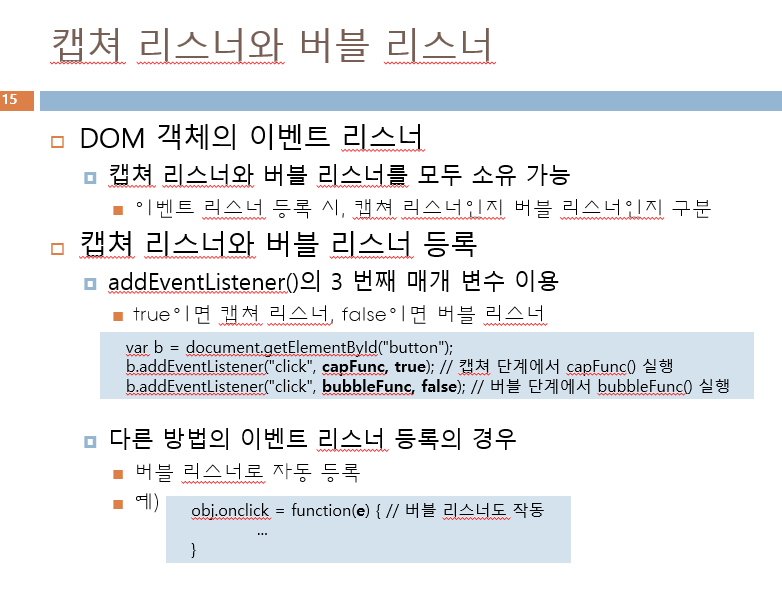 캡쳐 리스너와 버블 리스너
15
DOM 객체의 이벤트 리스너
캡쳐 리스너와 버블 리스너를 모두 소유 가능
이벤트 리스너 등록 시, 캡쳐 리스너인지 버블 리스너인지 구분
캡쳐 리스너와 버블 리스너 등록
addEventListener()의 3 번째 매개 변수 이용
true이면 캡쳐 리스너, false이면 버블 리스너
var b = document.getElementById("button");
b.addEventListener("click", capFunc, true); // 캡쳐 단계에서 capFunc() 실행
b.addEventListener("click", bubbleFunc, false); // 버블 단계에서 bubbleFunc() 실행
다른 방법의 이벤트 리스너 등록의 경우
버블 리스너로 자동 등록
예)
obj.onclick = function(e) { // 버블 리스너도 작동
...
}